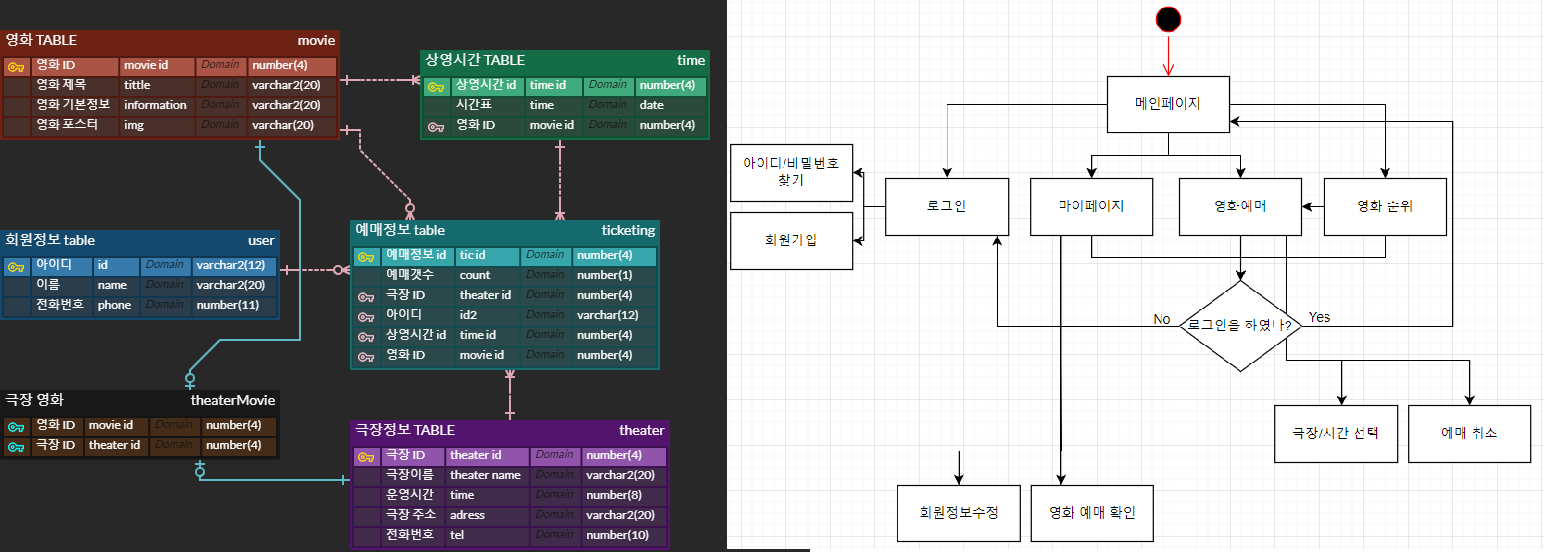 영화 TABLE movie
영화 ID movie id Domain number(4)
영화 제목 tittle Domain varchar2(20)
영화 기본정보 information Domain varchar2(20)
영화 포스터 img Domain varchar(20)
상영시간 TABLE time
상영시간 id time id Domain number(4)
시간표 time Domain date
영화 ID movie id Domain number(4)
회원정보 table user
아이디 id Domain varchar2(12)
이름 name Domain varchar2(20)
전화번호 phone Domain number(11)
예매정보 table ticketing
예매정보 id tic id Domain number(4)
예매갯수 count Domain number(1)
극장 ID theater id Domain number(4)
아이디 id2 Domain varchar(12)
상영시간 id time id Domain number(4)
영화 ID movie id Domain number(4)
극장 영화 theaterMovie
영화 ID movie id Domain number(4)
극장 ID theater id Domain number(4)
극장정보 TABLE theater
극장 ID theater id Domain number(4)
극장이름 theater name Domain varchar2(20)
운영시간 time Domain number(8)
극장 주소 adress Domain varchar2(20)
전화번호 tel Domain number(10)
메인페이지
아이디/비밀번호
찾기
회원가입
로그인
마이페이지
영화 예매
영화 순위
No
로그인을 하였나?
Yes
극장/시간 선택
예매 취소
회원정보수정
영화 예매 확인